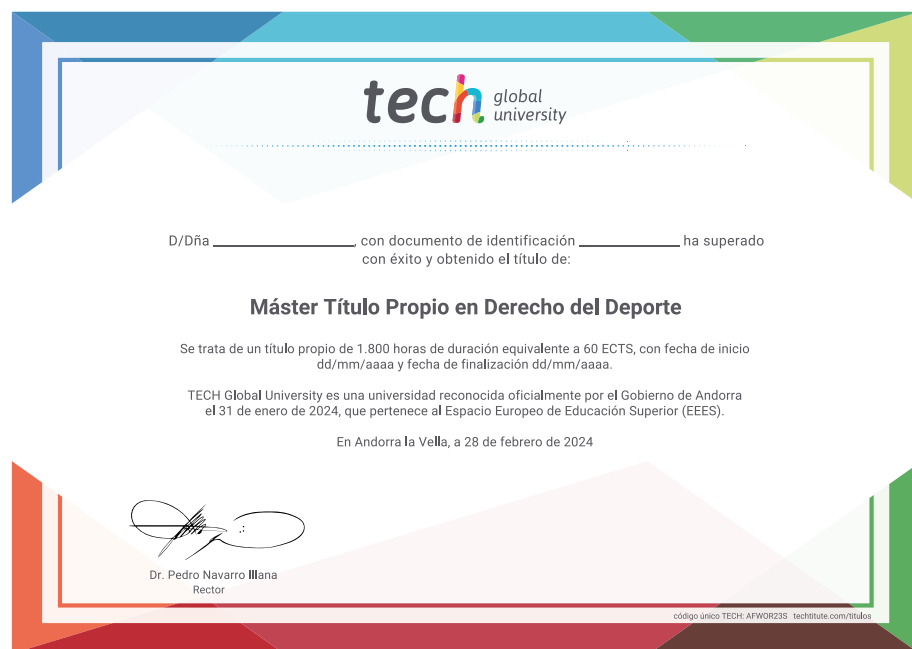 tech global university
D/Dña ____________________, con documento de identificación ______________ ha superado
con éxito y obtenido el título de:
Máster Título Propio en Derecho del Deporte
Se trata de un título propio de 1.800 horas de duración equivalente a 60 ECTS, con fecha de inicio
dd/mm/aaaa y fecha de finalización dd/mm/aaaa.
TECH Global University es una universidad reconocida oficialmente por el Gobierno de Andorra
el 31 de enero de 2024, que pertenece al Espacio Europeo de Educación Superior (EEES).
En Andorra la Vella, a 28 de febrero de 2024
Dr. Pedro Navarro Illana
Rector
código único TECH: AFWOR23S techtitute.com/titulos